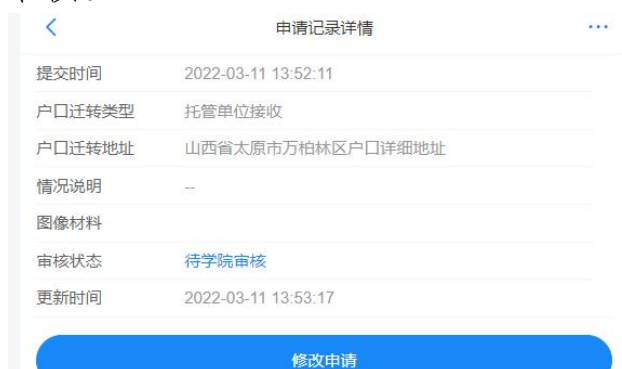 申请记录详情
提交时间 2022-03-11 13:52:11
户口迁转类型 托管单位接收
户口迁转地址 山西省太原市万柏林区户口详细地址
情况说明 --
图像材料
审核状态 待学院审核
更新时间 2022-03-11 13:53:17
修改申请